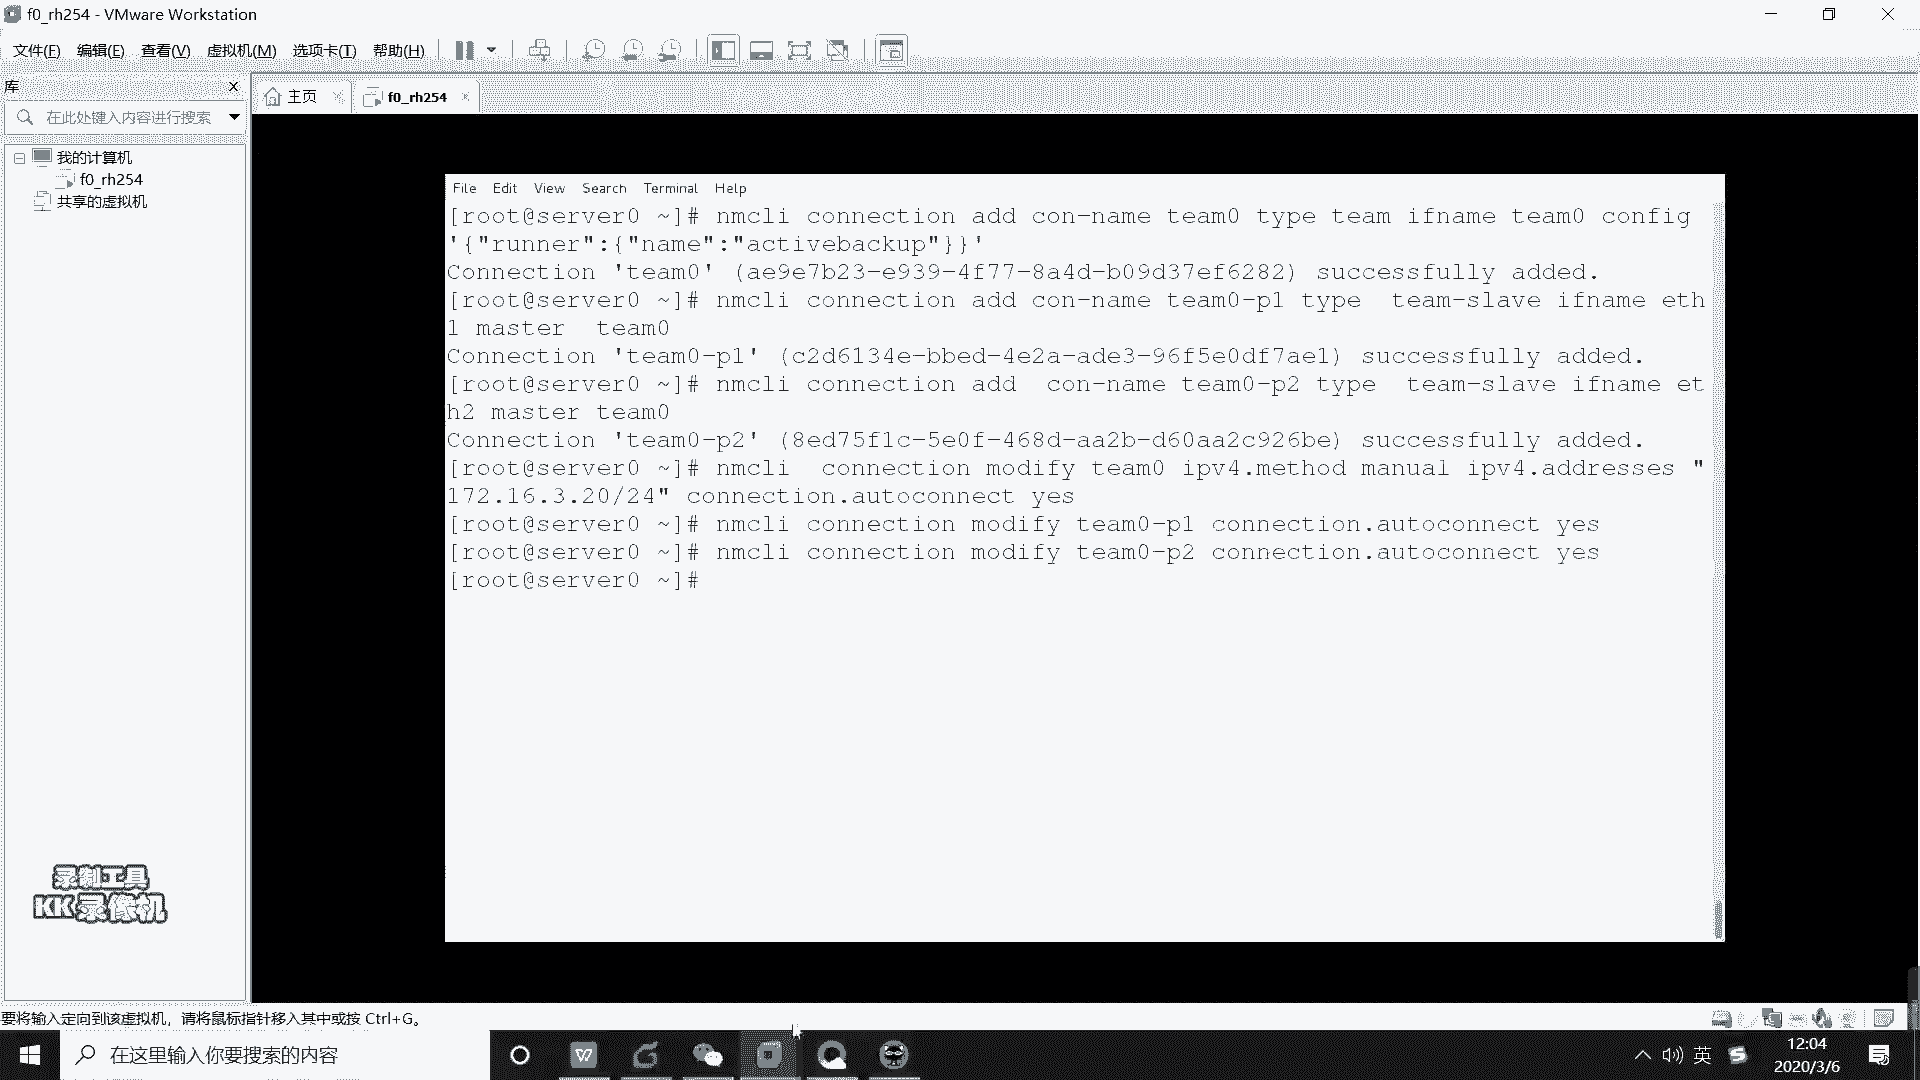 f0_rh254 - VMware Workstation
文件(F) 编辑(E) 查看(V) 虚拟机(M) 选项卡(T) 帮助(H)
库
在此处键入内容进行搜索
我的计算机
f0_rh254
共享的虚拟机
主页
f0_rh254
File Edit View Search Terminal Help
[root@server0 ~]# nmcli connection add con-name team0 type team ifname team0 config
'{"runner":{"name":"activebackup"}}'
Connection 'team0' (ae9e7b23-e939-4f77-8a4d-b09d37ef6282) successfully added.
[root@server0 ~]# nmcli connection add con-name team0-p1 type  team-slave ifname eth
1 master  team0
Connection 'team0-p1' (c2d6134e-bbed-4e2a-ade3-96f5e0df7ae1) successfully added.
[root@server0 ~]# nmcli connection add  con-name team0-p2 type  team-slave ifname et
h2 master team0
Connection 'team0-p2' (8ed75f1c-5e0f-468d-aa2b-d60aa2c926be) successfully added.
[root@server0 ~]# nmcli  connection modify team0 ipv4.method manual ipv4.addresses "
172.16.3.20/24" connection.autoconnect yes
[root@server0 ~]# nmcli connection modify team0-p1 connection.autoconnect yes
[root@server0 ~]# nmcli connection modify team0-p2 connection.autoconnect yes
[root@server0 ~]#
录制工具
KK录像机
要将输入定向到该虚拟机，请将鼠标指针移入其中或按 Ctrl+G。
在这里输入你要搜索的内容
英
12:04
2020/3/6